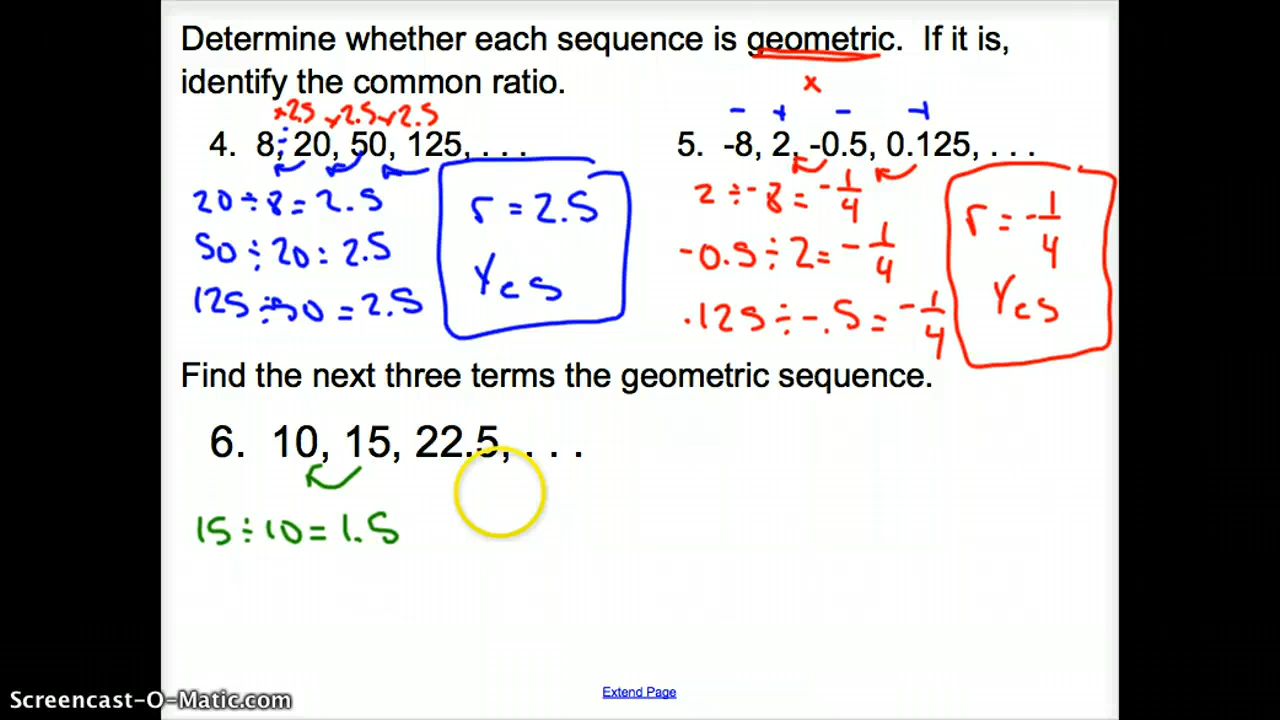 Determine whether each sequence is geometric. If it is,
identify the common ratio.
x
×2.5 ×2.5 ×2.5
- + - +
4. 8, 20, 50, 125, . . .
÷
20 ÷ 8 = 2.5
50 ÷ 20 = 2.5
125 ÷ 50 = 2.5
r = 2.5
Yes
5. -8, 2, -0.5, 0.125, . . .
2 ÷ -8 = -1/4
-0.5 ÷ 2 = -1/4
.125 ÷ -.5 = -1/4
r = -1/4
Yes
Find the next three terms the geometric sequence.
6. 10, 15, 22.5, . . .
15 ÷ 10 = 1.5
Extend Page
Screencast-O-Matic.com